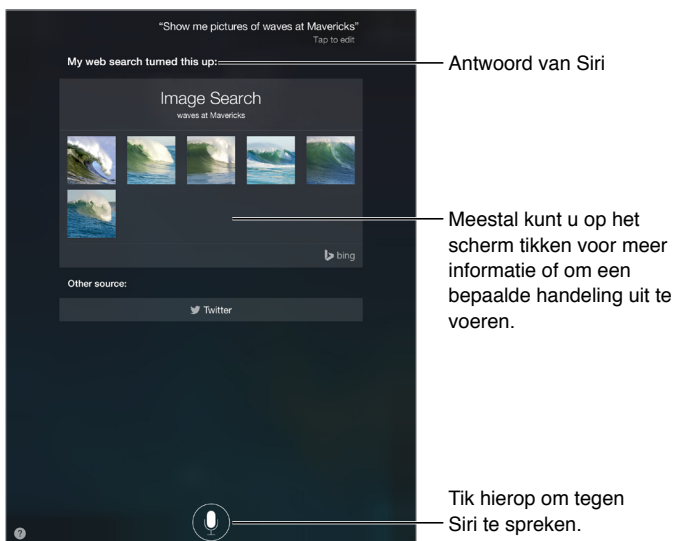 “Show me pictures of waves at Mavericks”
Tap to edit
My web search turned this up:
Antwoord van Siri
Image Search
waves at Mavericks
Meestal kunt u op het
scherm tikken voor meer
informatie of om een
bepaalde handeling uit te
voeren.
bing
Other source:
Twitter
Tik hierop om tegen
Siri te spreken.
?